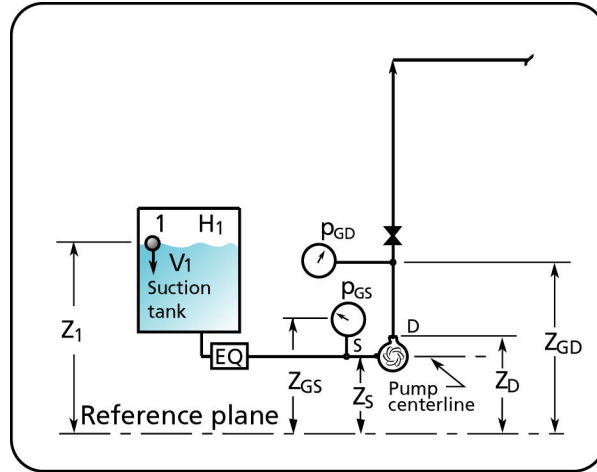 1 H1
V1
Suction
tank
Z1
EQ
pGD
pGS
S
D
ZGS
ZS
Pump
centerline
ZD
ZGD
Reference plane